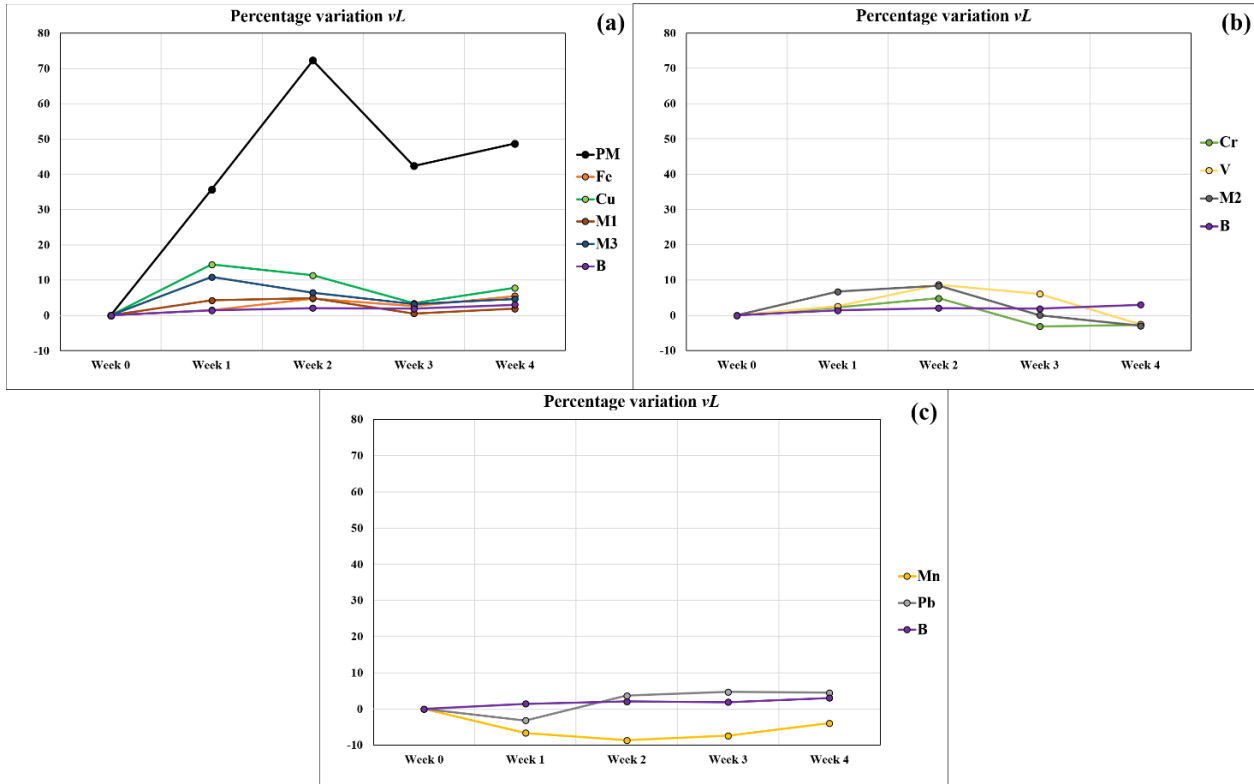 Percentage variation vL
(a)
80
70
60
50
40
30
20
10
0
-10
Week 0 Week 1 Week 2 Week 3 Week 4
PM
Fe
Cu
M1
M3
B
Percentage variation vL
(b)
80
70
60
50
40
30
20
10
0
-10
Week 0 Week 1 Week 2 Week 3 Week 4
Cr
V
M2
B
Percentage variation vL
(c)
80
70
60
50
40
30
20
10
0
-10
Week 0 Week 1 Week 2 Week 3 Week 4
Mn
Pb
B